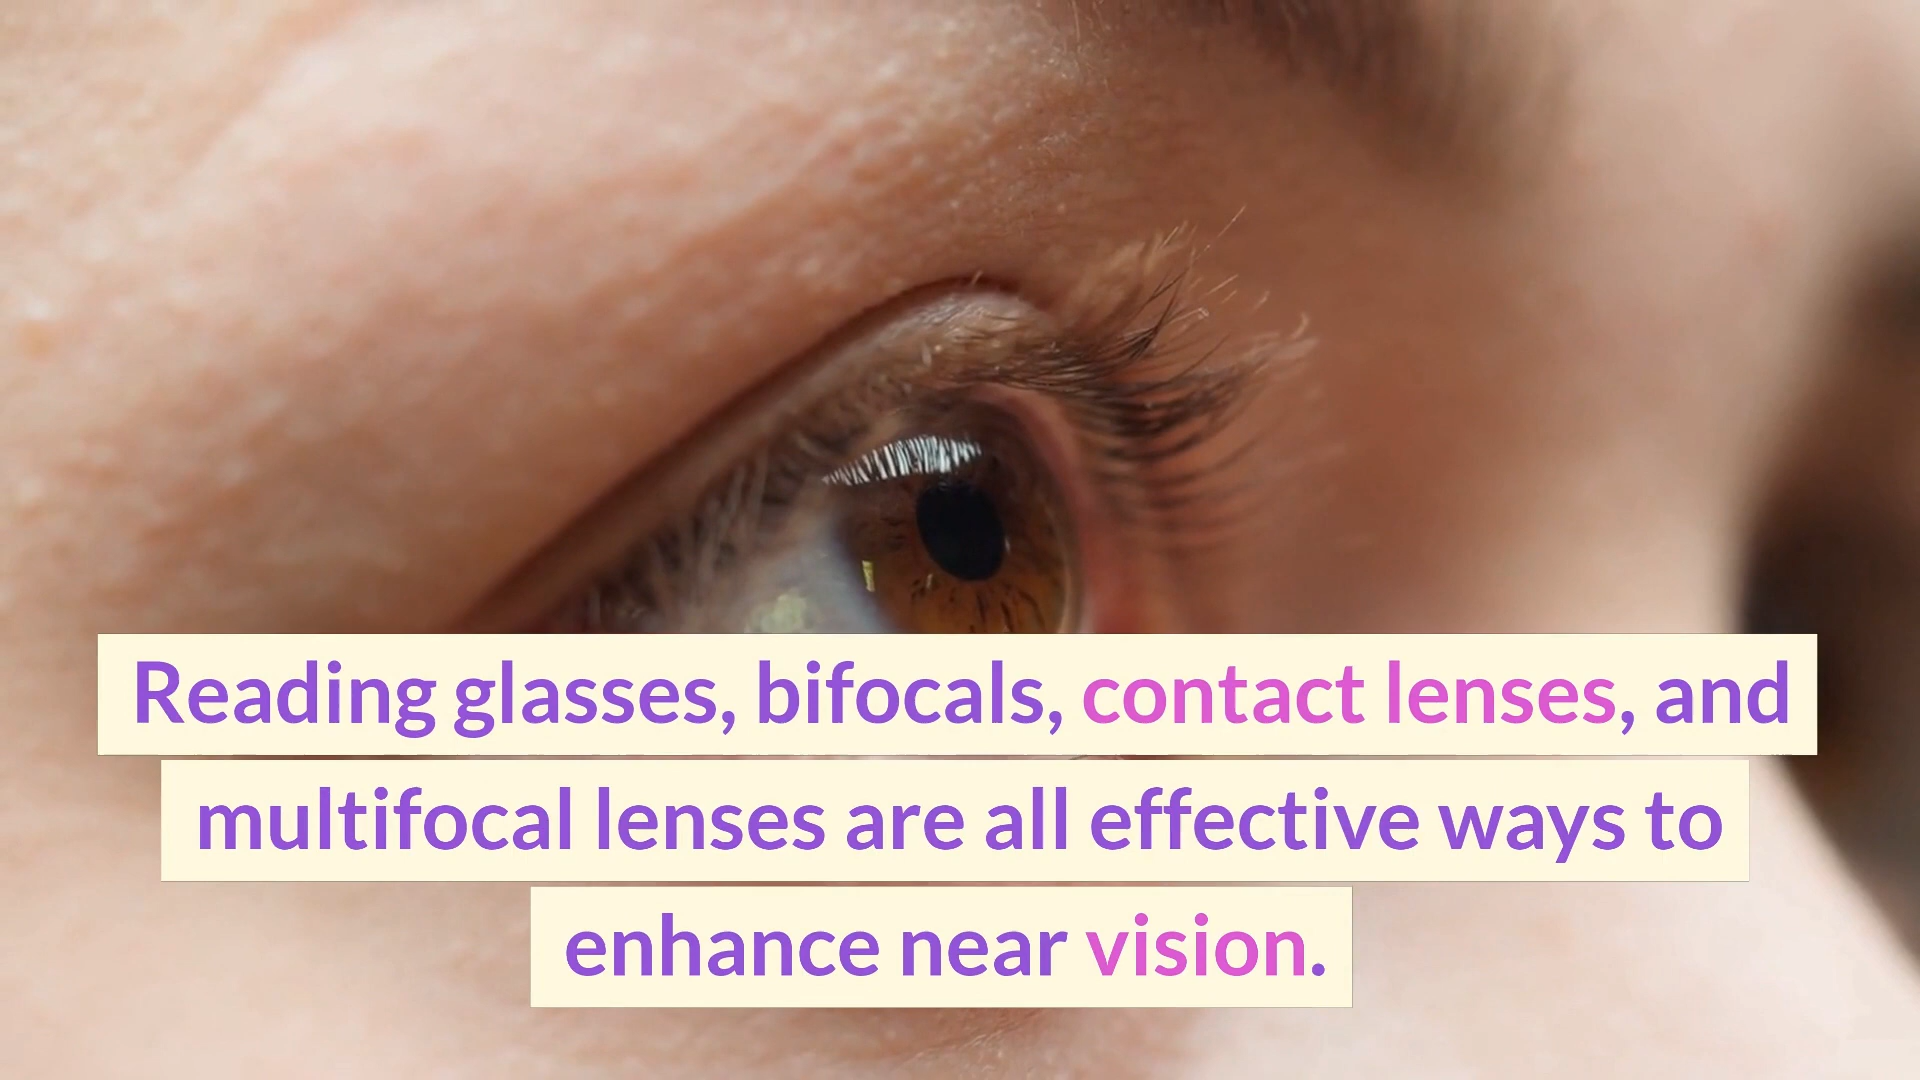 Reading glasses, bifocals, contact lenses, and
multifocal lenses are all effective ways to
enhance near vision.